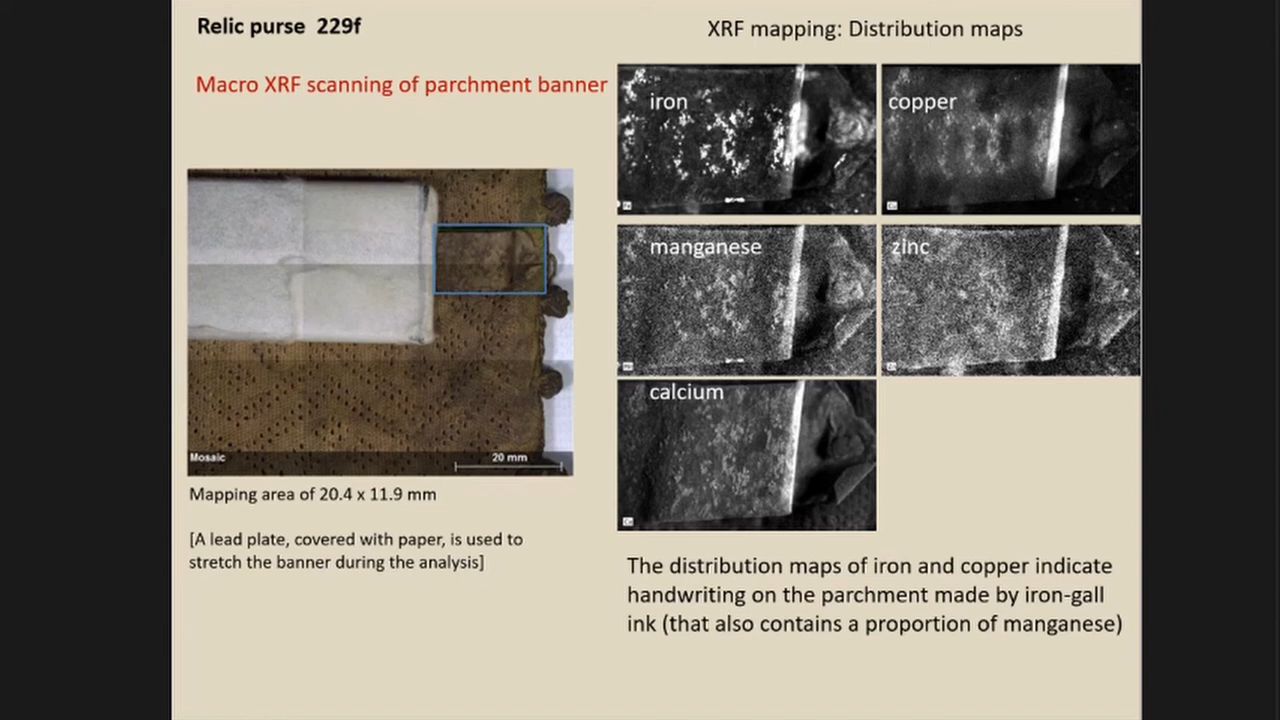 Relic purse 229f
XRF mapping: Distribution maps
Macro XRF scanning of parchment banner
iron
copper
manganese
zinc
calcium
Mosaic
20 mm
Mapping area of 20.4 x 11.9 mm
[A lead plate, covered with paper, is used to
stretch the banner during the analysis]
The distribution maps of iron and copper indicate
handwriting on the parchment made by iron-gall
ink (that also contains a proportion of manganese)